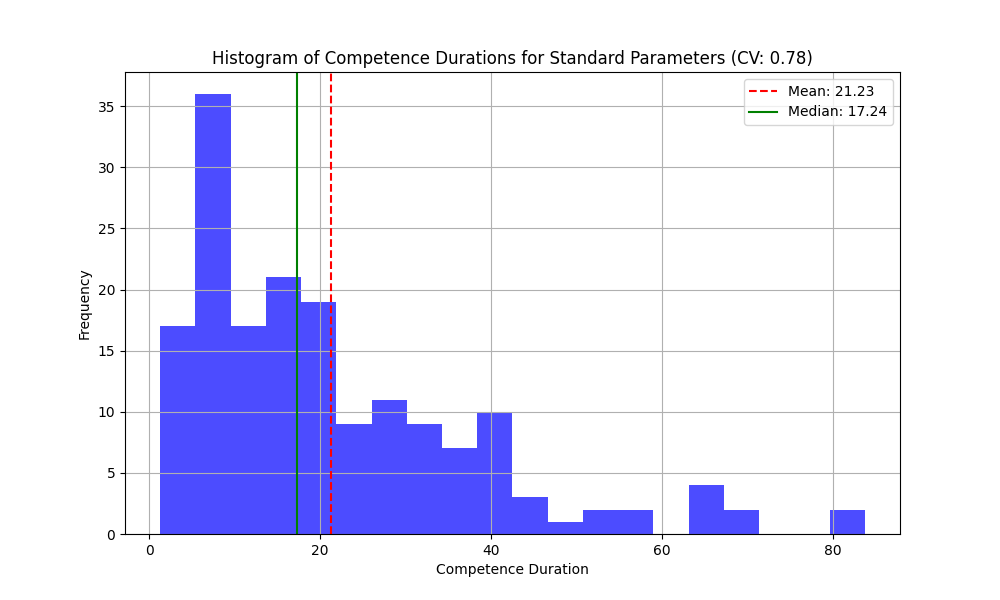 Histogram of Competence Durations for Standard Parameters (CV: 0.78)
Mean: 21.23
Median: 17.24
Frequency
35
30
25
20
15
10
5
0
0 20 40 60 80
Competence Duration